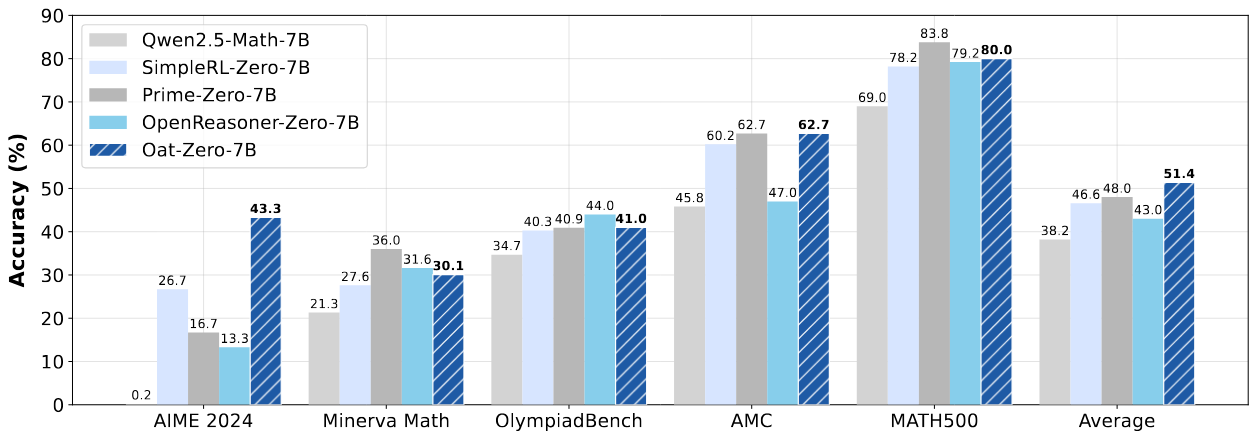 Accuracy (%)
90
80
70
60
50
40
30
20
10
0
Qwen2.5-Math-7B
SimpleRL-Zero-7B
Prime-Zero-7B
OpenReasoner-Zero-7B
Oat-Zero-7B
0.2 26.7 16.7 13.3 43.3
21.3 27.6 36.0 31.6 30.1
34.7 40.3 40.9 44.0 41.0
45.8 60.2 62.7 47.0 62.7
69.0 78.2 83.8 79.2 80.0
38.2 46.6 48.0 43.0 51.4
AIME 2024 Minerva Math OlympiadBench AMC MATH500 Average